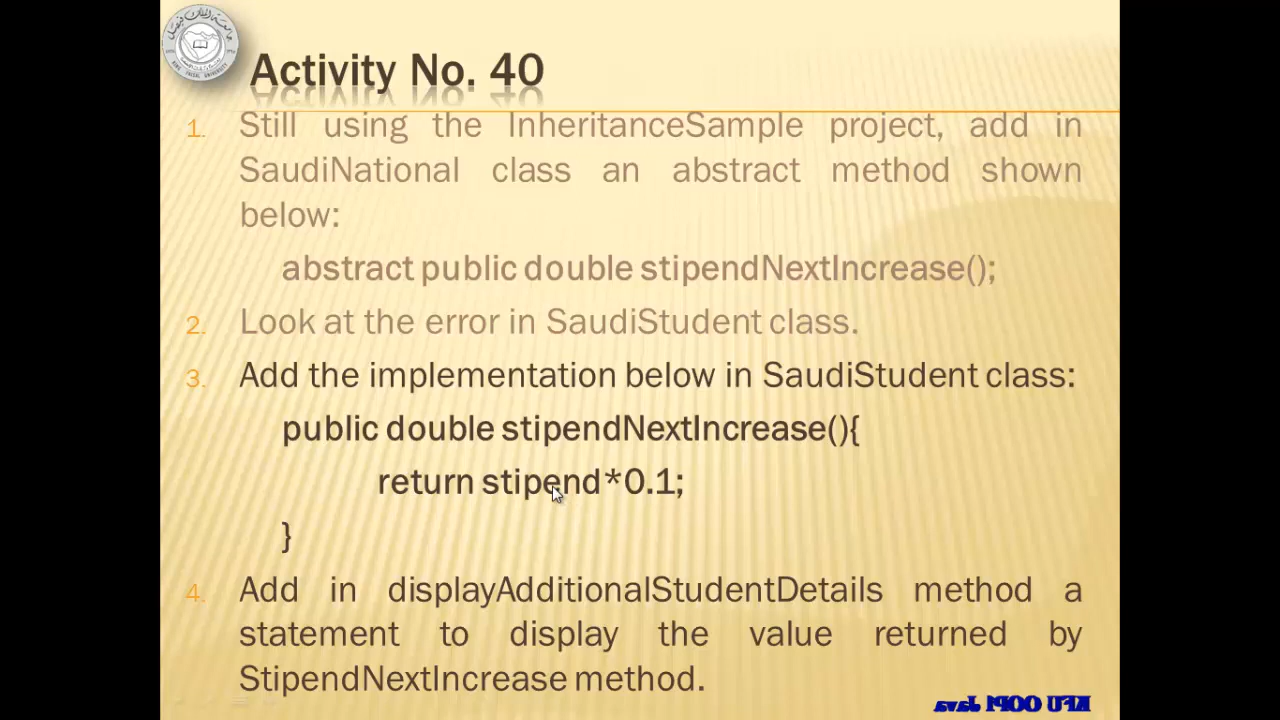 Activity No. 40
1. Still using the InheritanceSample project, add in
SaudiNational class an abstract method shown
below:
abstract public double stipendNextIncrease();
2. Look at the error in SaudiStudent class.
3. Add the implementation below in SaudiStudent class:
public double stipendNextIncrease(){
return stipend*0.1;
}
4. Add in displayAdditionalStudentDetails method a
statement to display the value returned by
StipendNextIncrease method.
KFU OOP1 Java